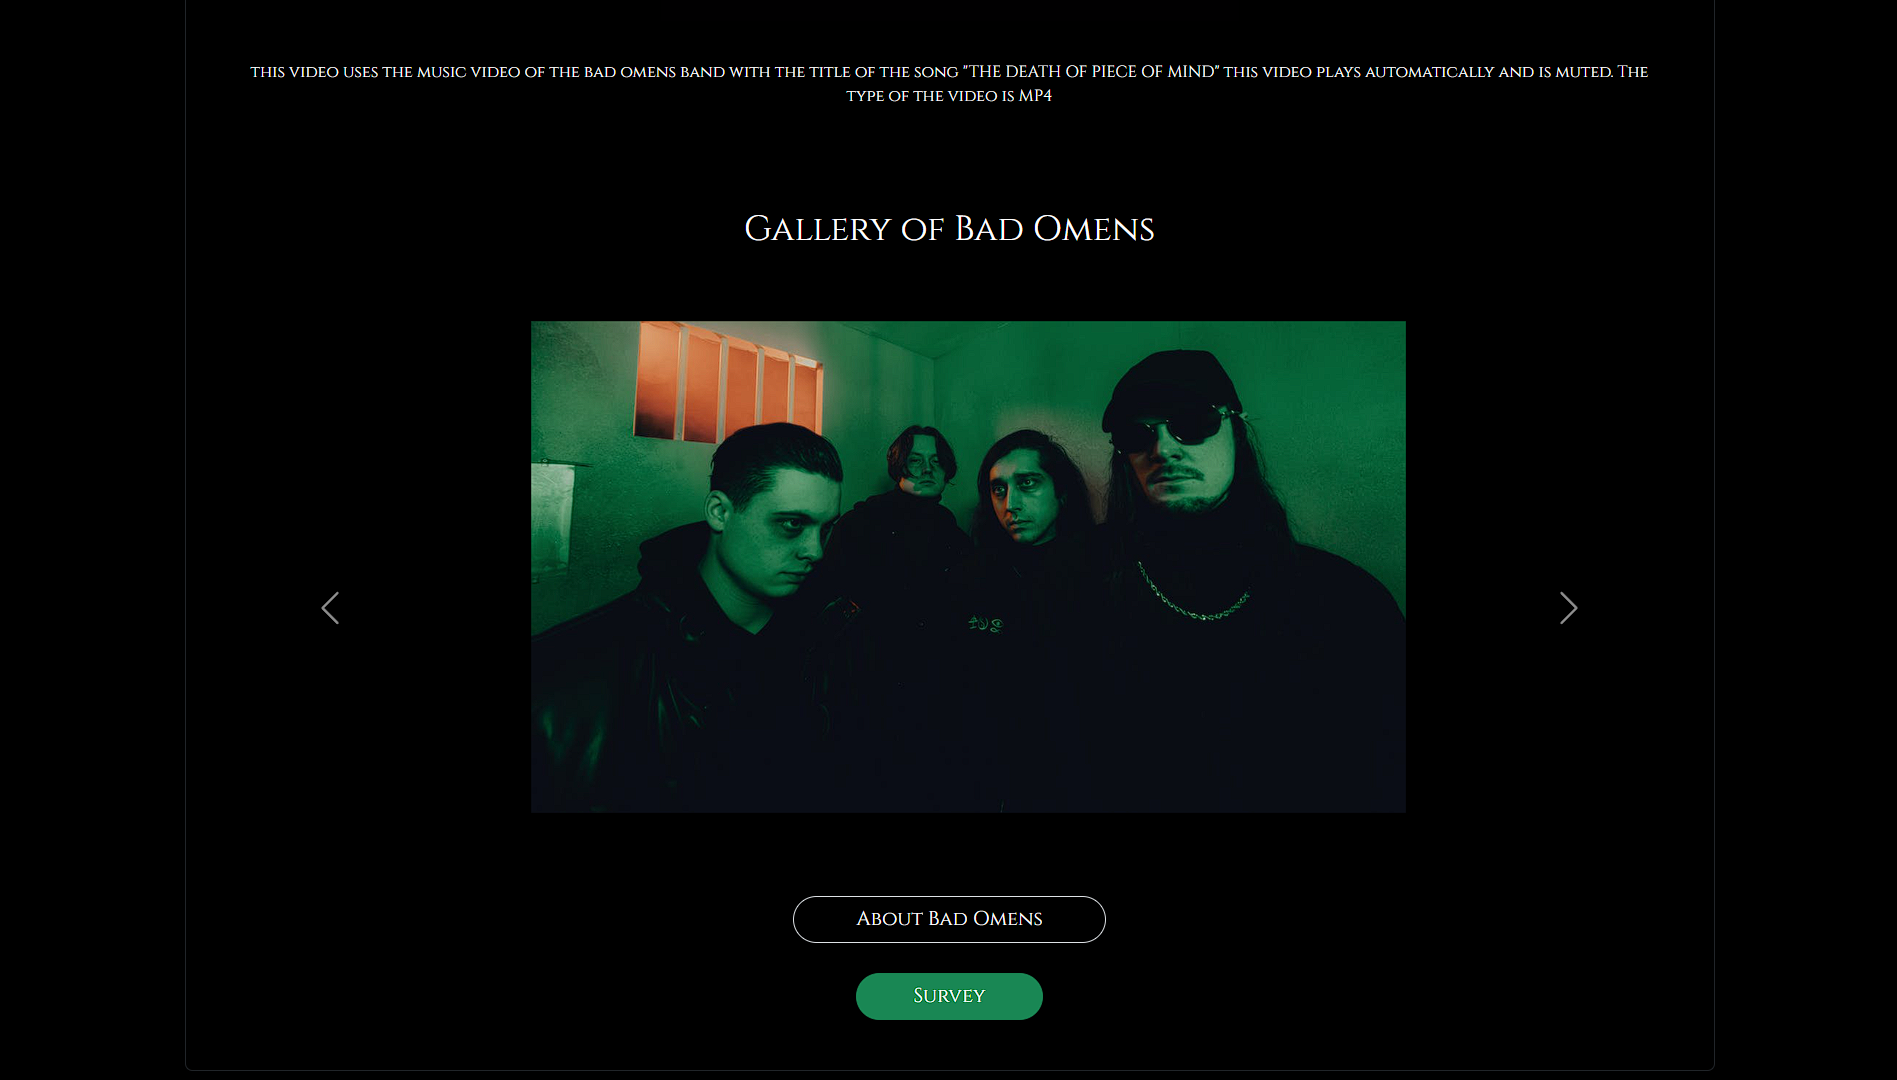 THIS VIDEO USES THE MUSIC VIDEO OF THE BAD OMENS BAND WITH THE TITLE OF THE SONG "THE DEATH OF PIECE OF MIND" THIS VIDEO PLAYS AUTOMATICALLY AND IS MUTED. THE
TYPE OF THE VIDEO IS MP4
Gallery of Bad Omens
About Bad Omens
Survey